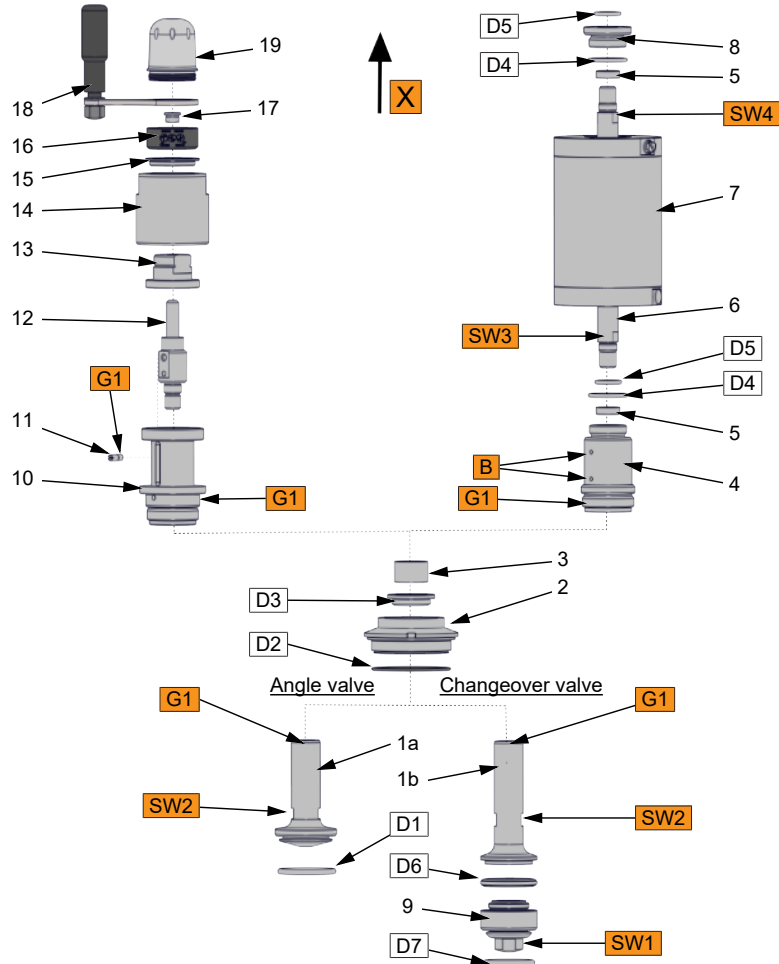 D5
19
8
D4
5
18
17
X
SW4
16
15
14
7
13
12
6
SW3
D5
G1
D4
11
5
B
10
G1
G1
4
3
D3
2
D2
Angle valve
Changeover valve
G1
G1
1a
1b
SW2
SW2
D1
D6
9
SW1
D7